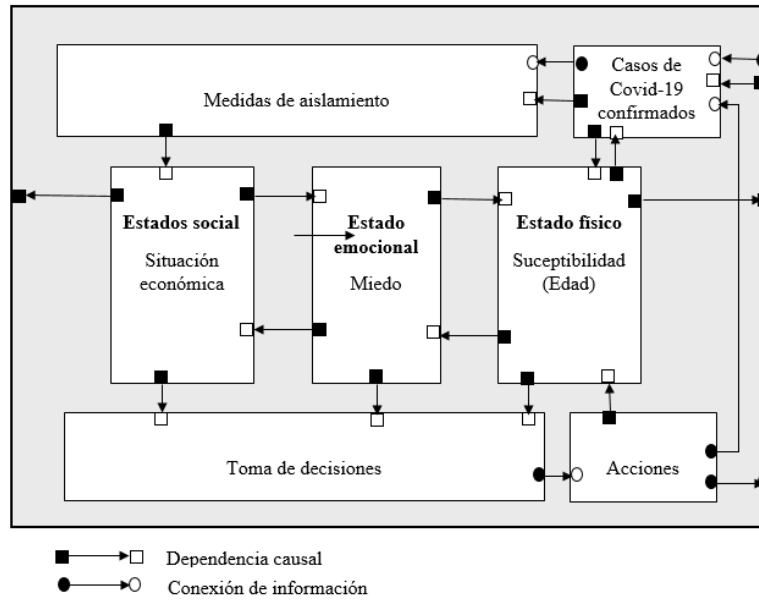 Medidas de aislamiento
Casos de
Covid-19
confirmados
Estados social
Situación
económica
Estado
emocional
Miedo
Estado físico
Suceptibilidad
(Edad)
Toma de decisiones
Acciones
Dependencia causal
Conexión de información